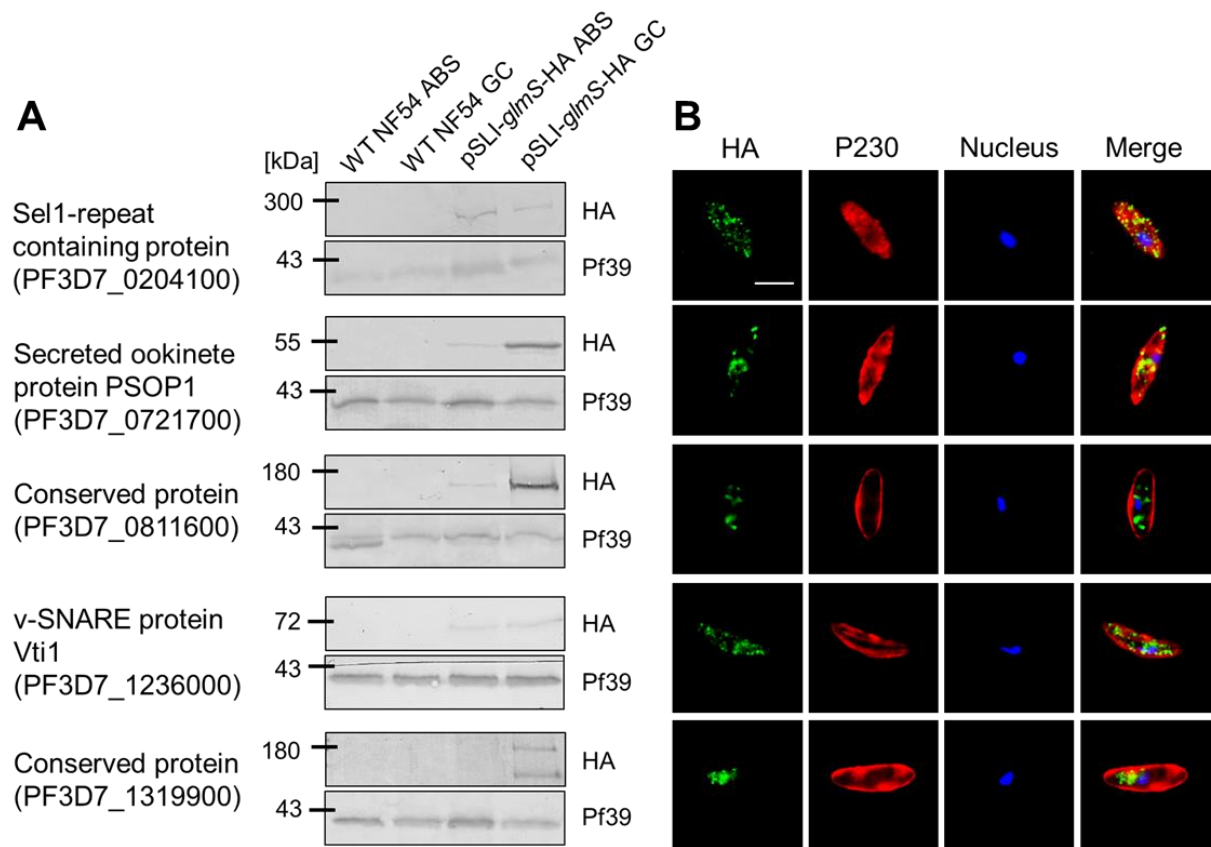 A
B
[kDa]
WT NF54 ABS
WT NF54 GC
pSLI-glmS-HA ABS
pSLI-glmS-HA GC
HA
P230
Nucleus
Merge
Sel1-repeat
containing protein
(PF3D7_0204100)
300
HA
43
Pf39
Secreted ookinete
protein PSOP1
(PF3D7_0721700)
55
HA
43
Pf39
Conserved protein
(PF3D7_0811600)
180
HA
43
Pf39
v-SNARE protein
Vti1
(PF3D7_1236000)
72
HA
43
Pf39
Conserved protein
(PF3D7_1319900)
180
HA
43
Pf39